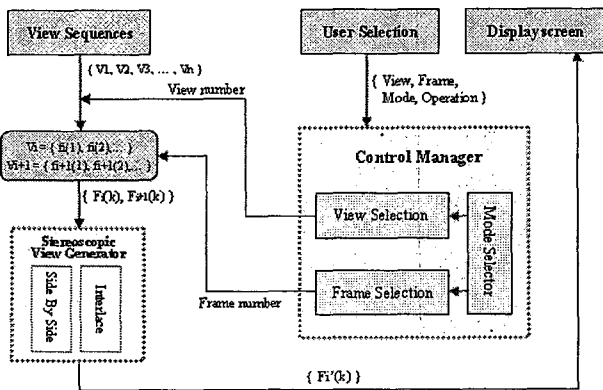 View Sequences
User Selection
Display screen
{ V1, V2, V3, ... , Vn }
View number
{ View, Frame,
Mode, Operation }
Vi = { fi(1), fi(2),... }
Vi+1 = { fi+1(1), fi+1(2),... }
Control Manager
{ Fi(k), Fi+1(k) }
View Selection
Mode Selector
Stereoscopic
View Generator
Side By Side
Interlace
Frame number
Frame Selection
{ Fi'(k) }